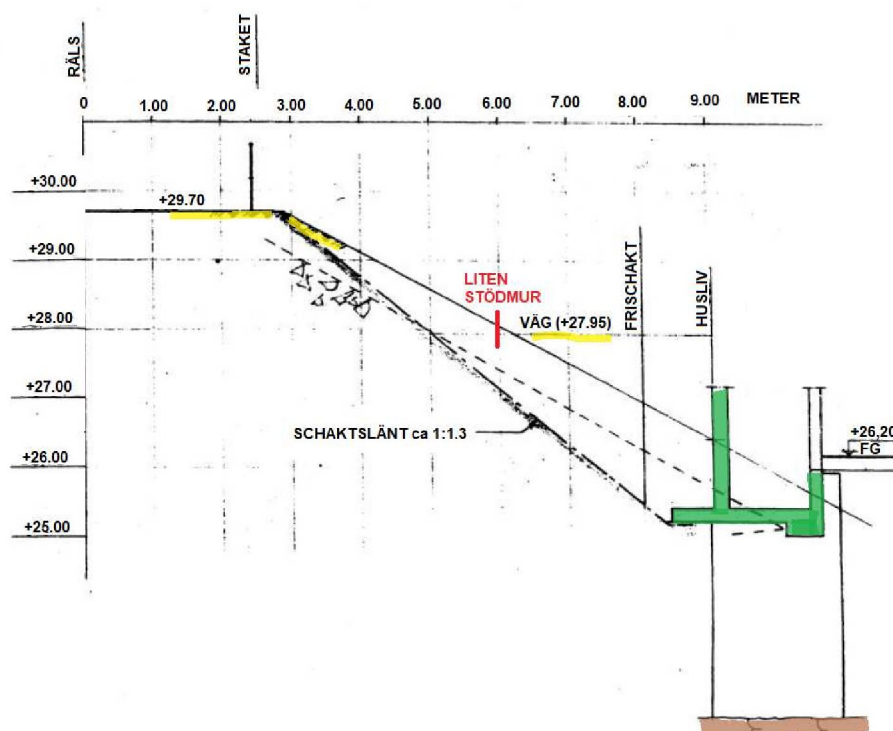 RÄLS
STAKET
0 1.00 2.00 3.00 4.00 5.00 6.00 7.00 8.00 9.00 METER
+30.00
+29.70
+29.00
LITEN
STÖDMUR
FRISCHAKT
HUSLIV
+28.00
VÄG (+27.95)
+27.00
SCHAKTSLÄNT ca 1:1.3
+26.20
FG
+26.00
+25.00